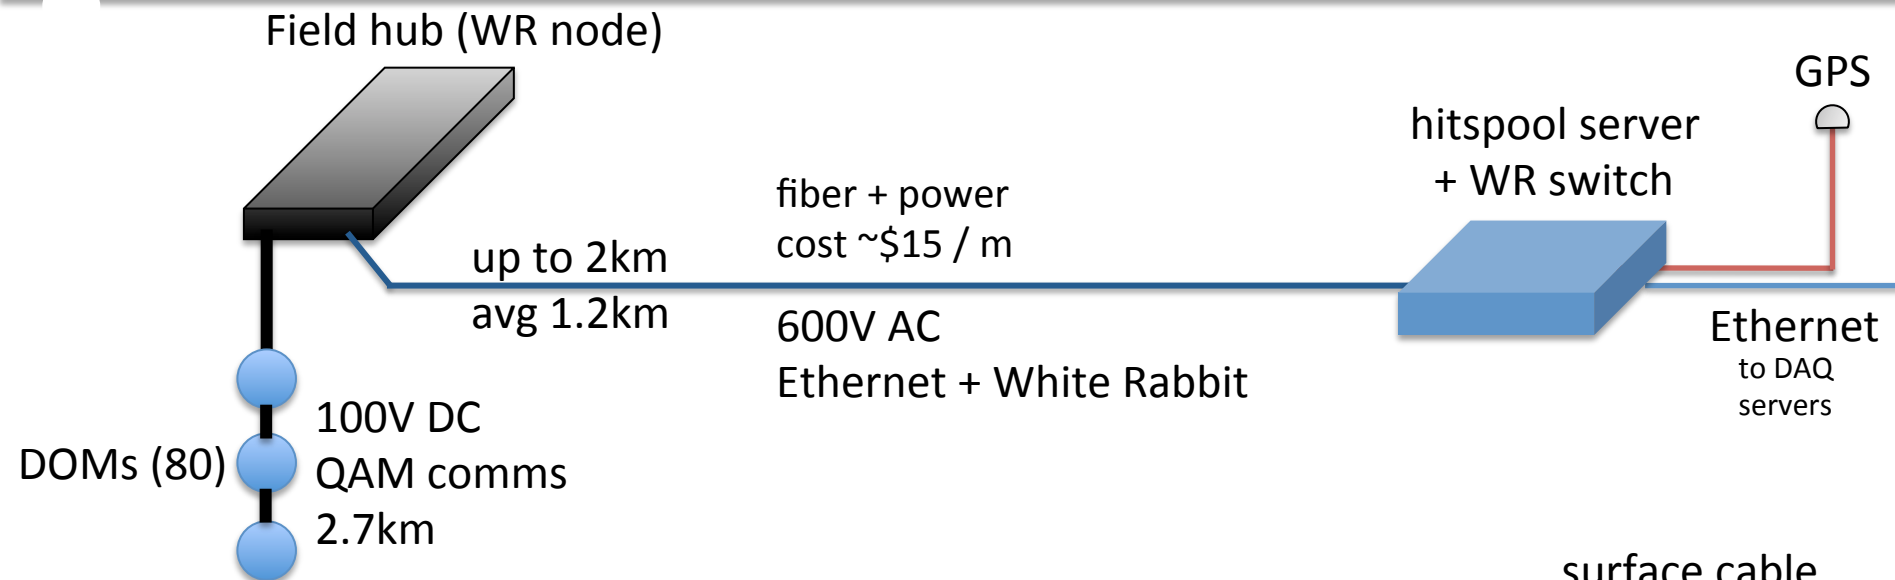 Field hub (WR node)
GPS
hitspool server
+ WR switch
fiber + power
cost ~$15 / m
up to 2km
avg 1.2km
600V AC
Ethernet + White Rabbit
Ethernet
to DAQ
servers
DOMs (80)
100V DC
QAM comms
2.7km
surface cable